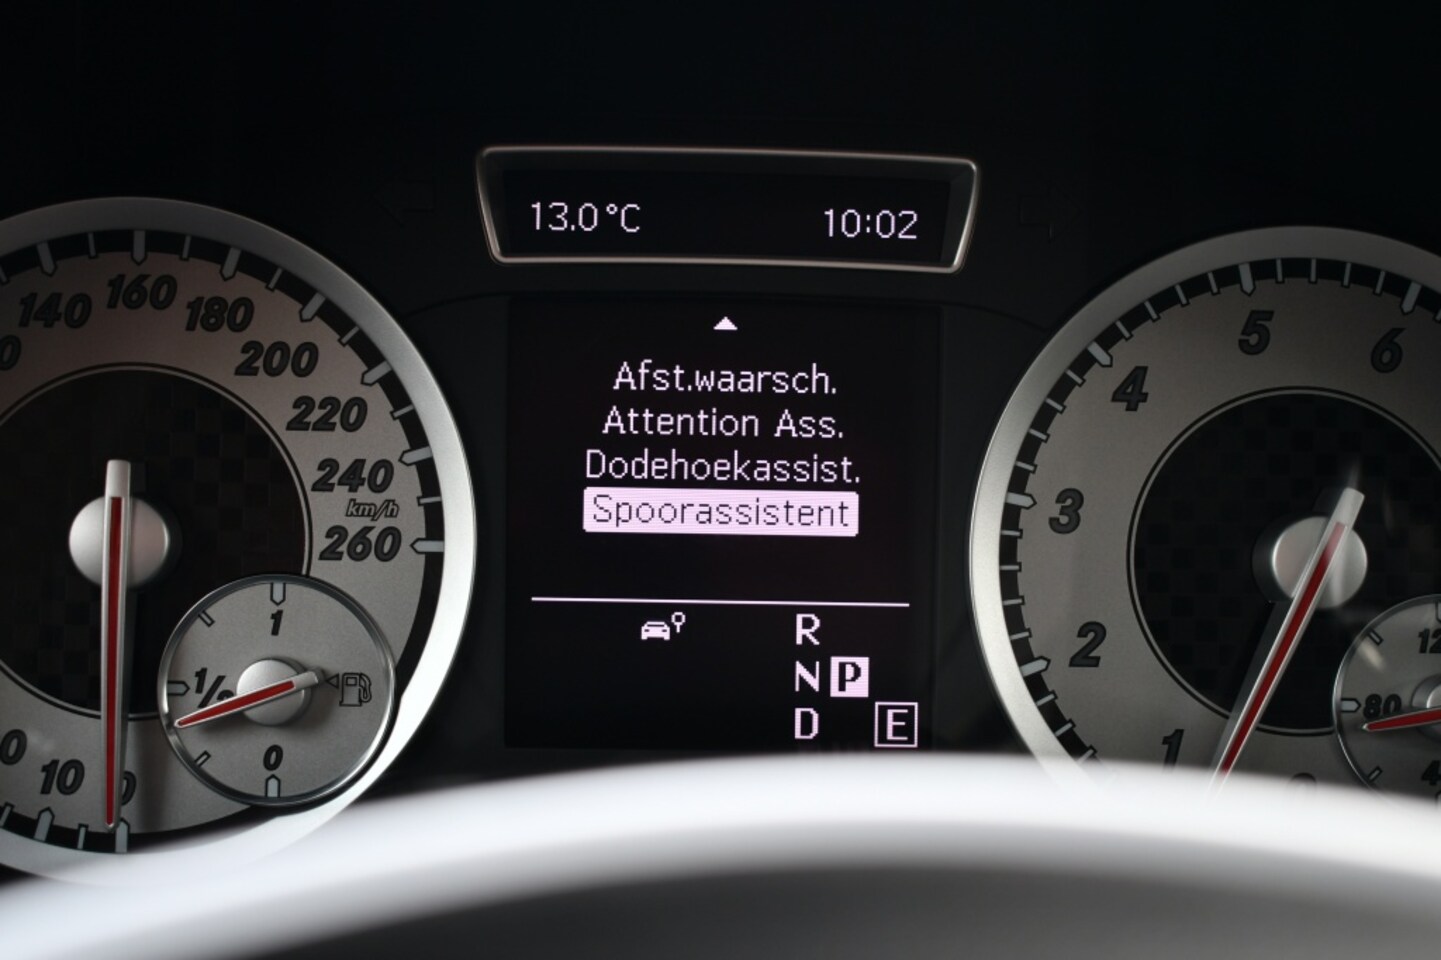 13.0°C 10:02
Afst.waarsch.
Attention Ass.
Dodehoekassist.
Spoorassistent
R
N P
D E
140
160
180
200
220
240
km/h
260
10
1
1/2
0
1
2
3
4
5
6
80